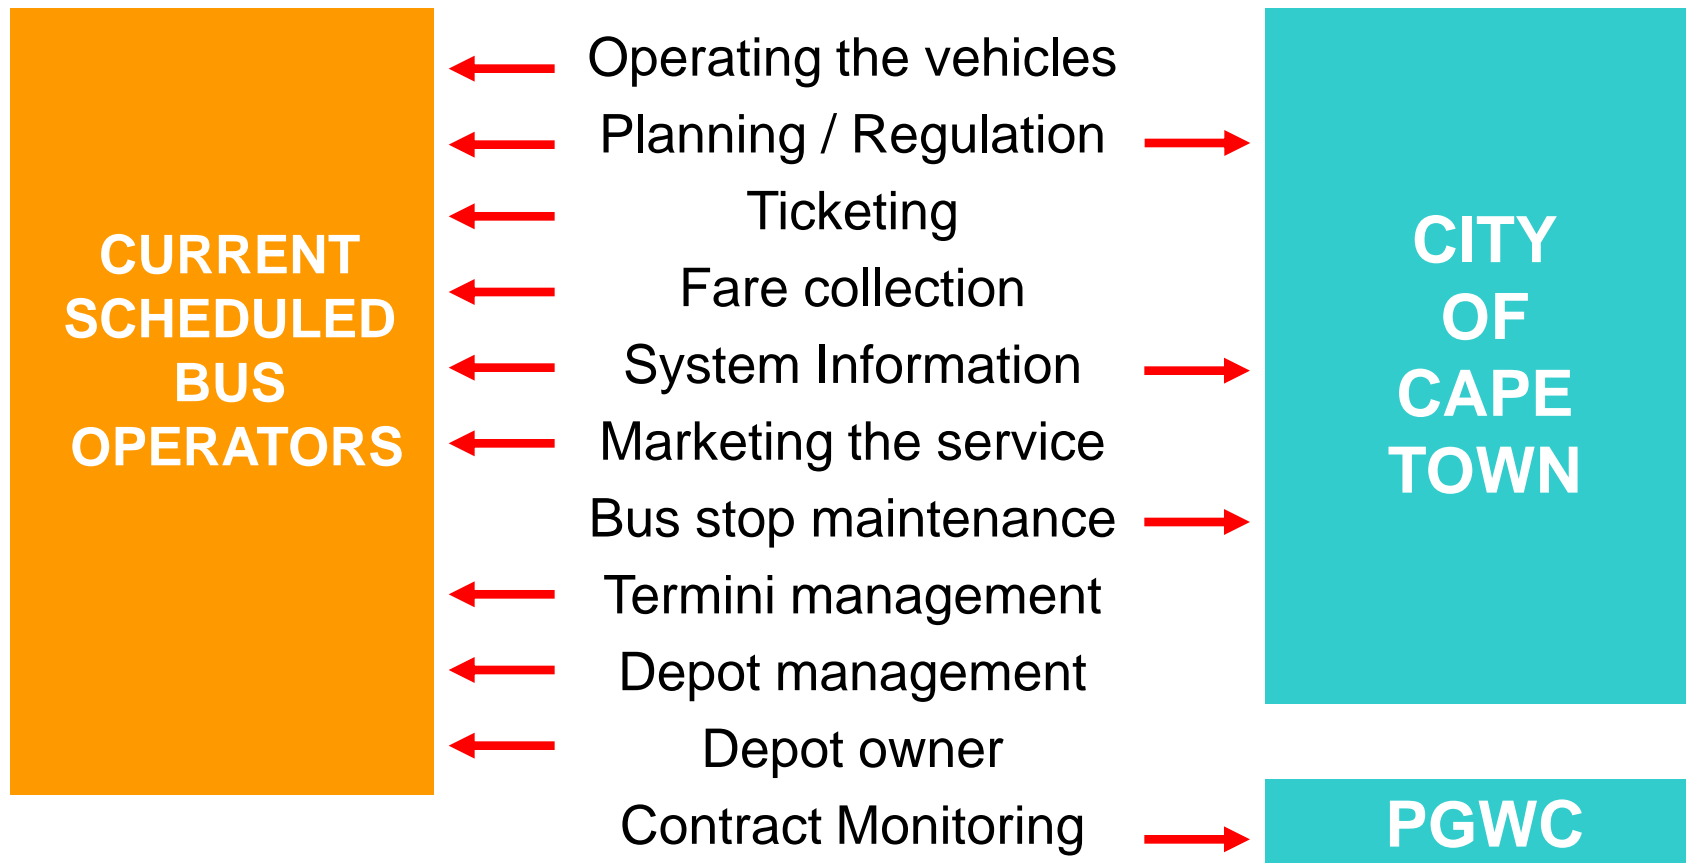 CURRENT
SCHEDULED
BUS
OPERATORS
Operating the vehicles
Planning / Regulation
Ticketing
Fare collection
System Information
Marketing the service
Bus stop maintenance
Termini management
Depot management
Depot owner
Contract Monitoring
CITY
OF
CAPE
TOWN
PGWC